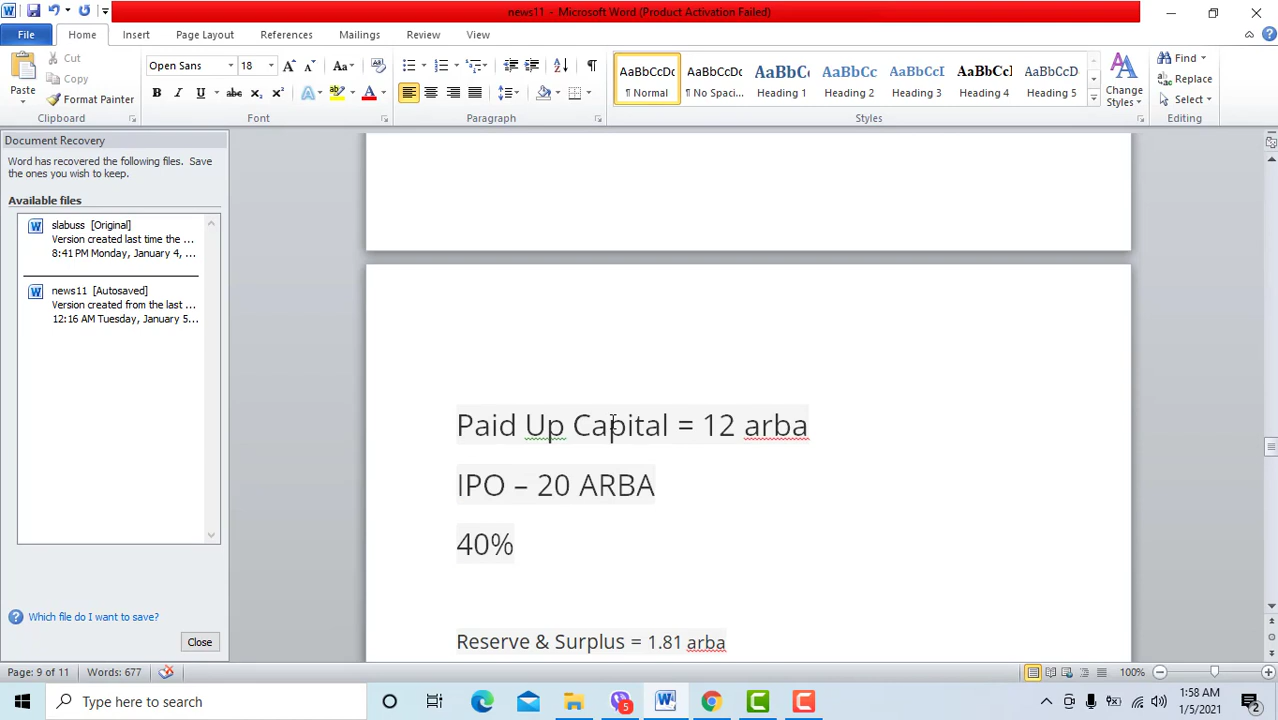 news11 - Microsoft Word (Product Activation Failed)
File Home Insert Page Layout References Mailings Review View
Paste
Cut
Copy
Format Painter
Clipboard
Open Sans 18
Font
Paragraph
AaBbCcDc AaBbCcDc AaBbC AaBbCc AaBbCcI AaBbCc AaBbCcD
¶ Normal ¶ No Spaci... Heading 1 Heading 2 Heading 3 Heading 4 Heading 5
Change Styles
Styles
Find
Replace
Select
Editing
Document Recovery
Word has recovered the following files. Save
the ones you wish to keep.
Available files
slabuss [Original]
Version created last time the ...
8:41 PM Monday, January 4, ...
news11 [Autosaved]
Version created from the last ...
12:16 AM Tuesday, January 5...
Which file do I want to save?
Close
Paid Up Capital = 12 arba
IPO – 20 ARBA
40%
Reserve & Surplus = 1.81 arba
Page: 9 of 11 Words: 677 100%
Type here to search
5
1:58 AM
1/5/2021
2